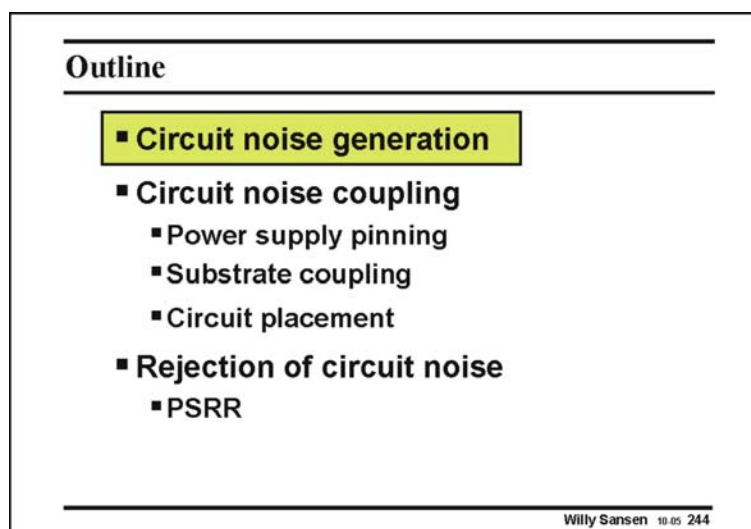 Outline
▪ Circuit noise generation
▪ Circuit noise coupling
▪ Power supply pinning
▪ Substrate coupling
▪ Circuit placement
▪ Rejection of circuit noise
▪ PSRR
Willy Sansen 10-05 244